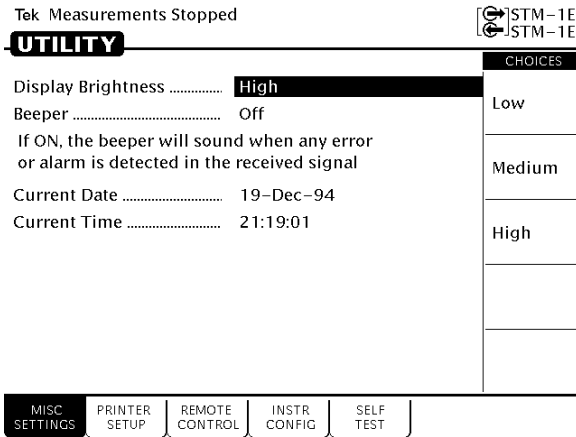 Tek Measurements Stopped
STM-1E
STM-1E
UTILITY
CHOICES
Display Brightness .............. High
Beeper ....................................... Off
If ON, the beeper will sound when any error
or alarm is detected in the received signal
Current Date .......................... 19-Dec-94
Current Time ......................... 21:19:01
Low
Medium
High
MISC SETTINGS
PRINTER SETUP
REMOTE CONTROL
INSTR CONFIG
SELF TEST